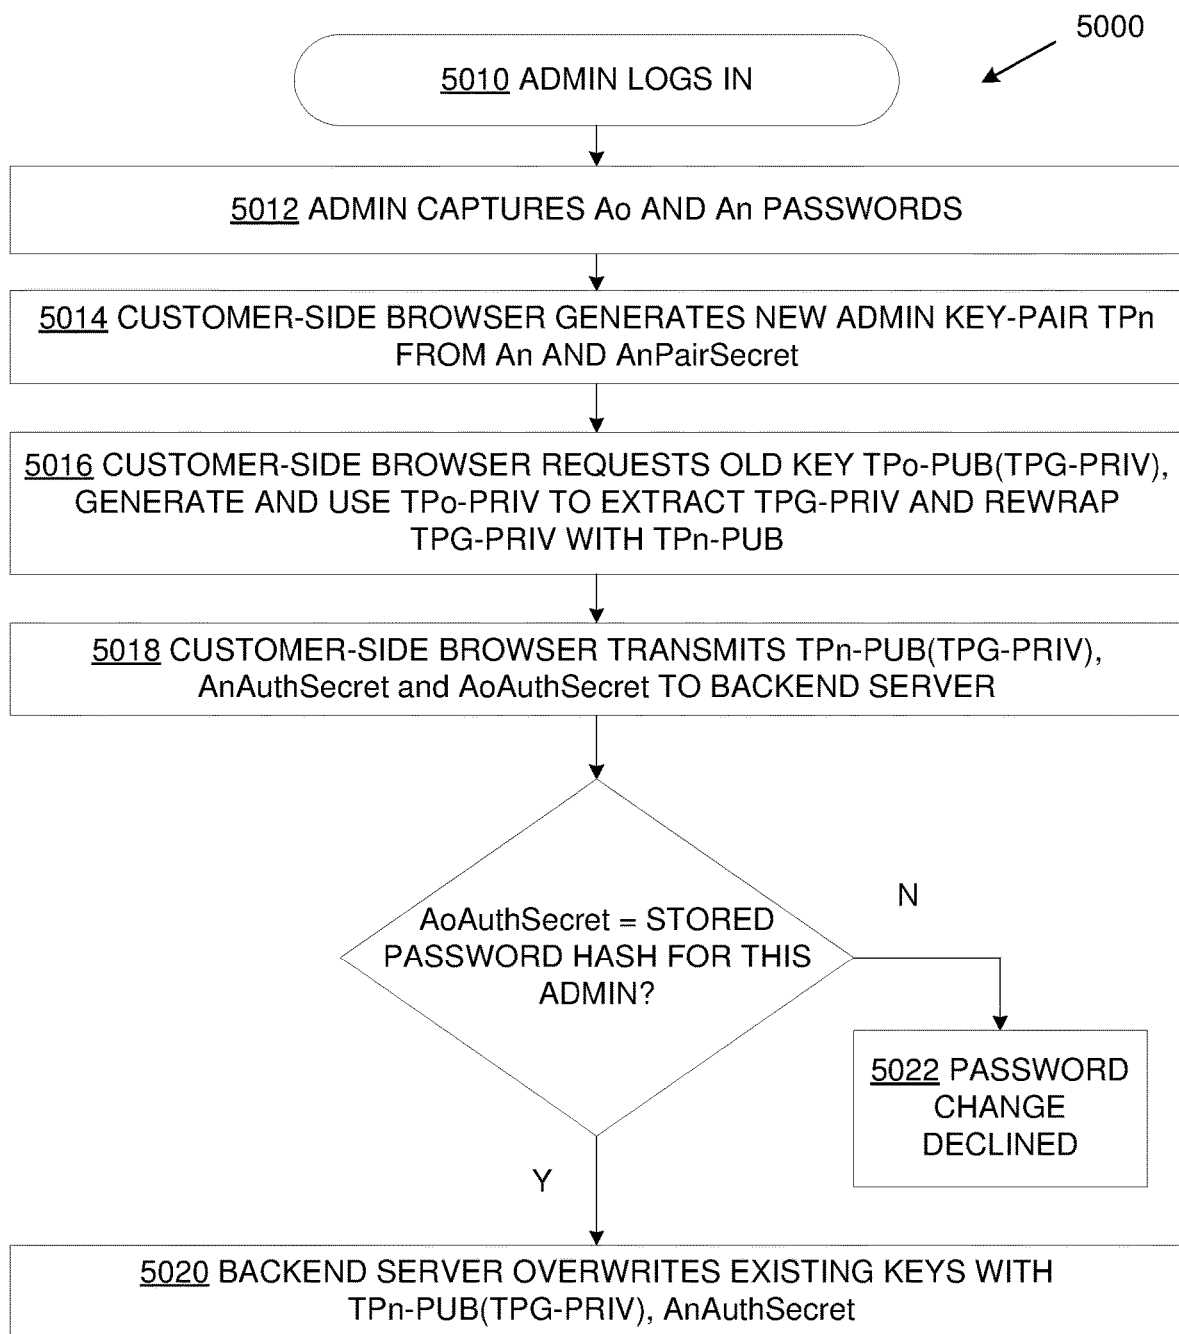 5000
5010 ADMIN LOGS IN
5012 ADMIN CAPTURES Ao AND An PASSWORDS
5014 CUSTOMER-SIDE BROWSER GENERATES NEW ADMIN KEY-PAIR TPn
FROM An AND AnPairSecret
5016 CUSTOMER-SIDE BROWSER REQUESTS OLD KEY TPo-PUB(TPG-PRIV),
GENERATE AND USE TPo-PRIV TO EXTRACT TPG-PRIV AND REWRAP
TPG-PRIV WITH TPn-PUB
5018 CUSTOMER-SIDE BROWSER TRANSMITS TPn-PUB(TPG-PRIV),
AnAuthSecret and AoAuthSecret TO BACKEND SERVER
AoAuthSecret = STORED
PASSWORD HASH FOR THIS
ADMIN?
N
5022 PASSWORD
CHANGE
DECLINED
Y
5020 BACKEND SERVER OVERWRITES EXISTING KEYS WITH
TPn-PUB(TPG-PRIV), AnAuthSecret